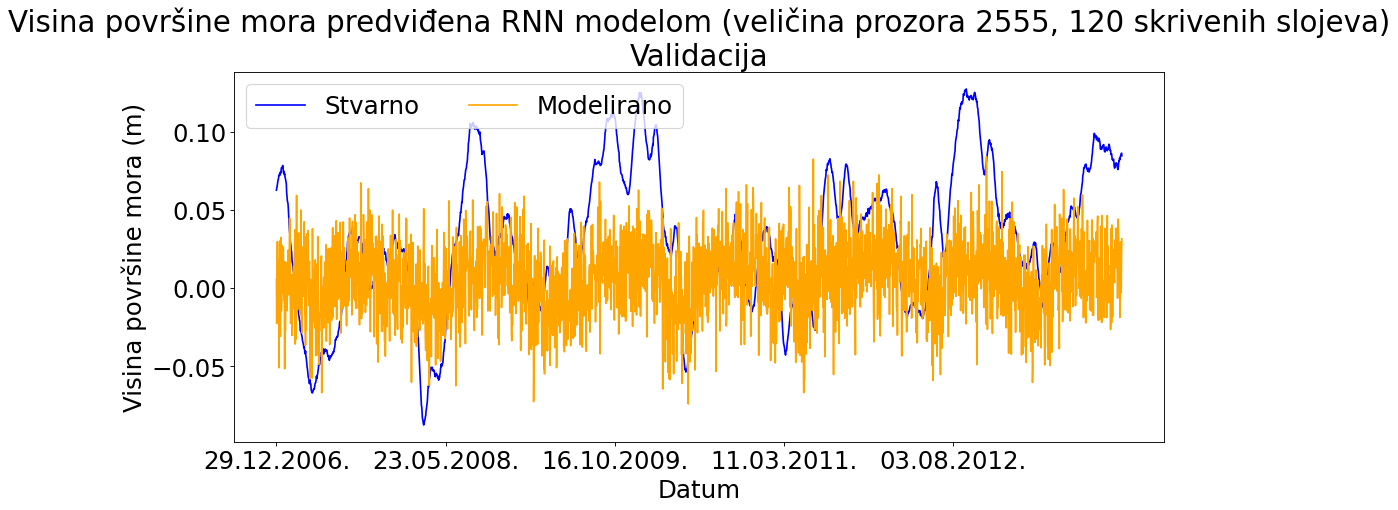 Visina površine mora predviđena RNN modelom (veličina prozora 2555, 120 skrivenih slojeva)
Validacija
Stvarno Modelirano
Visina površine mora (m)
0.10
0.05
0.00
−0.05
29.12.2006. 23.05.2008. 16.10.2009. 11.03.2011. 03.08.2012.
Datum